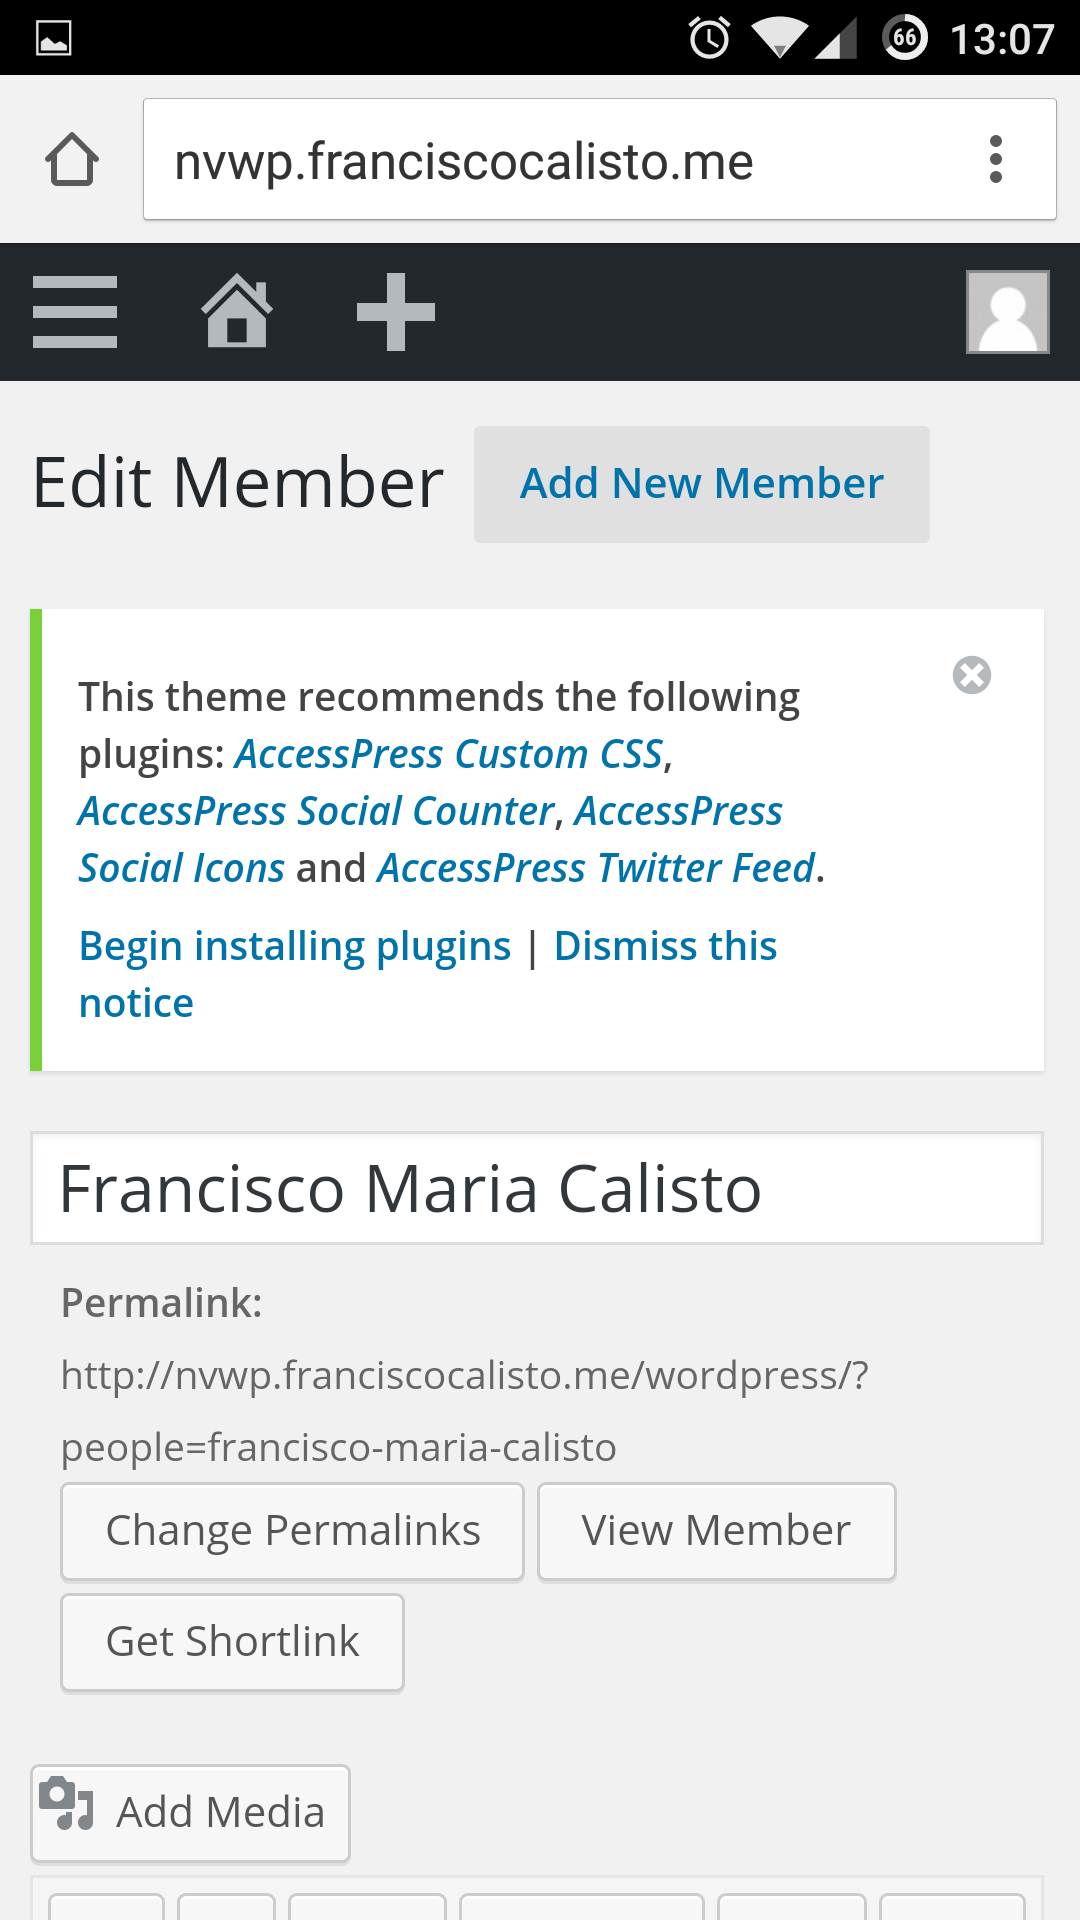 66 13:07
nvwp.franciscocalisto.me
Edit Member Add New Member
This theme recommends the following
plugins: AccessPress Custom CSS,
AccessPress Social Counter, AccessPress
Social Icons and AccessPress Twitter Feed.
Begin installing plugins | Dismiss this
notice
Francisco Maria Calisto
Permalink:
http://nvwp.franciscocalisto.me/wordpress/?
people=francisco-maria-calisto
Change Permalinks View Member
Get Shortlink
Add Media